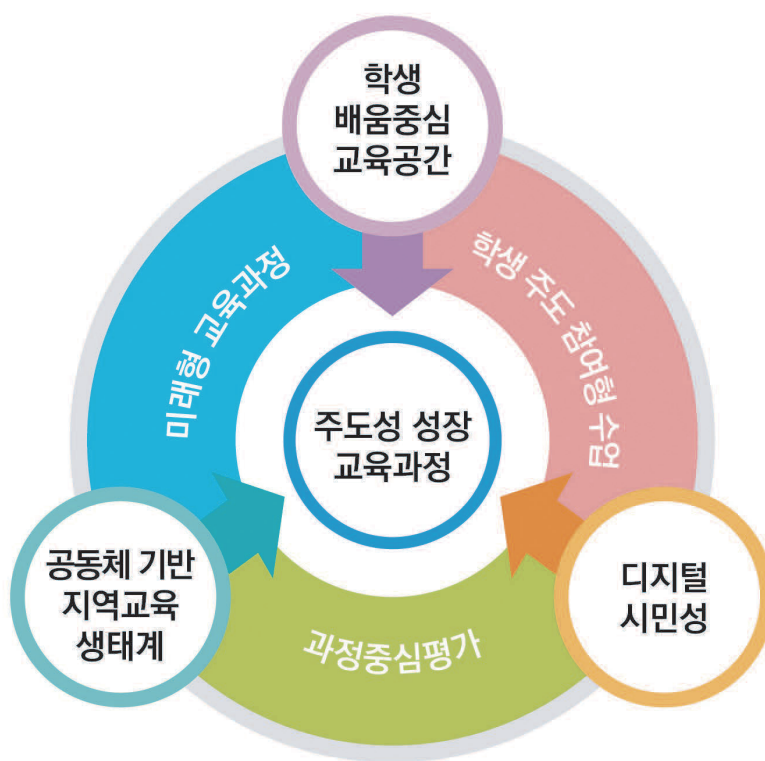 학생
배움중심
교육공간
미래형 교육과정
학생 주도 참여형 수업
주도성 성장
교육과정
공동체 기반
지역교육
생태계
디지털
시민성
과정중심평가